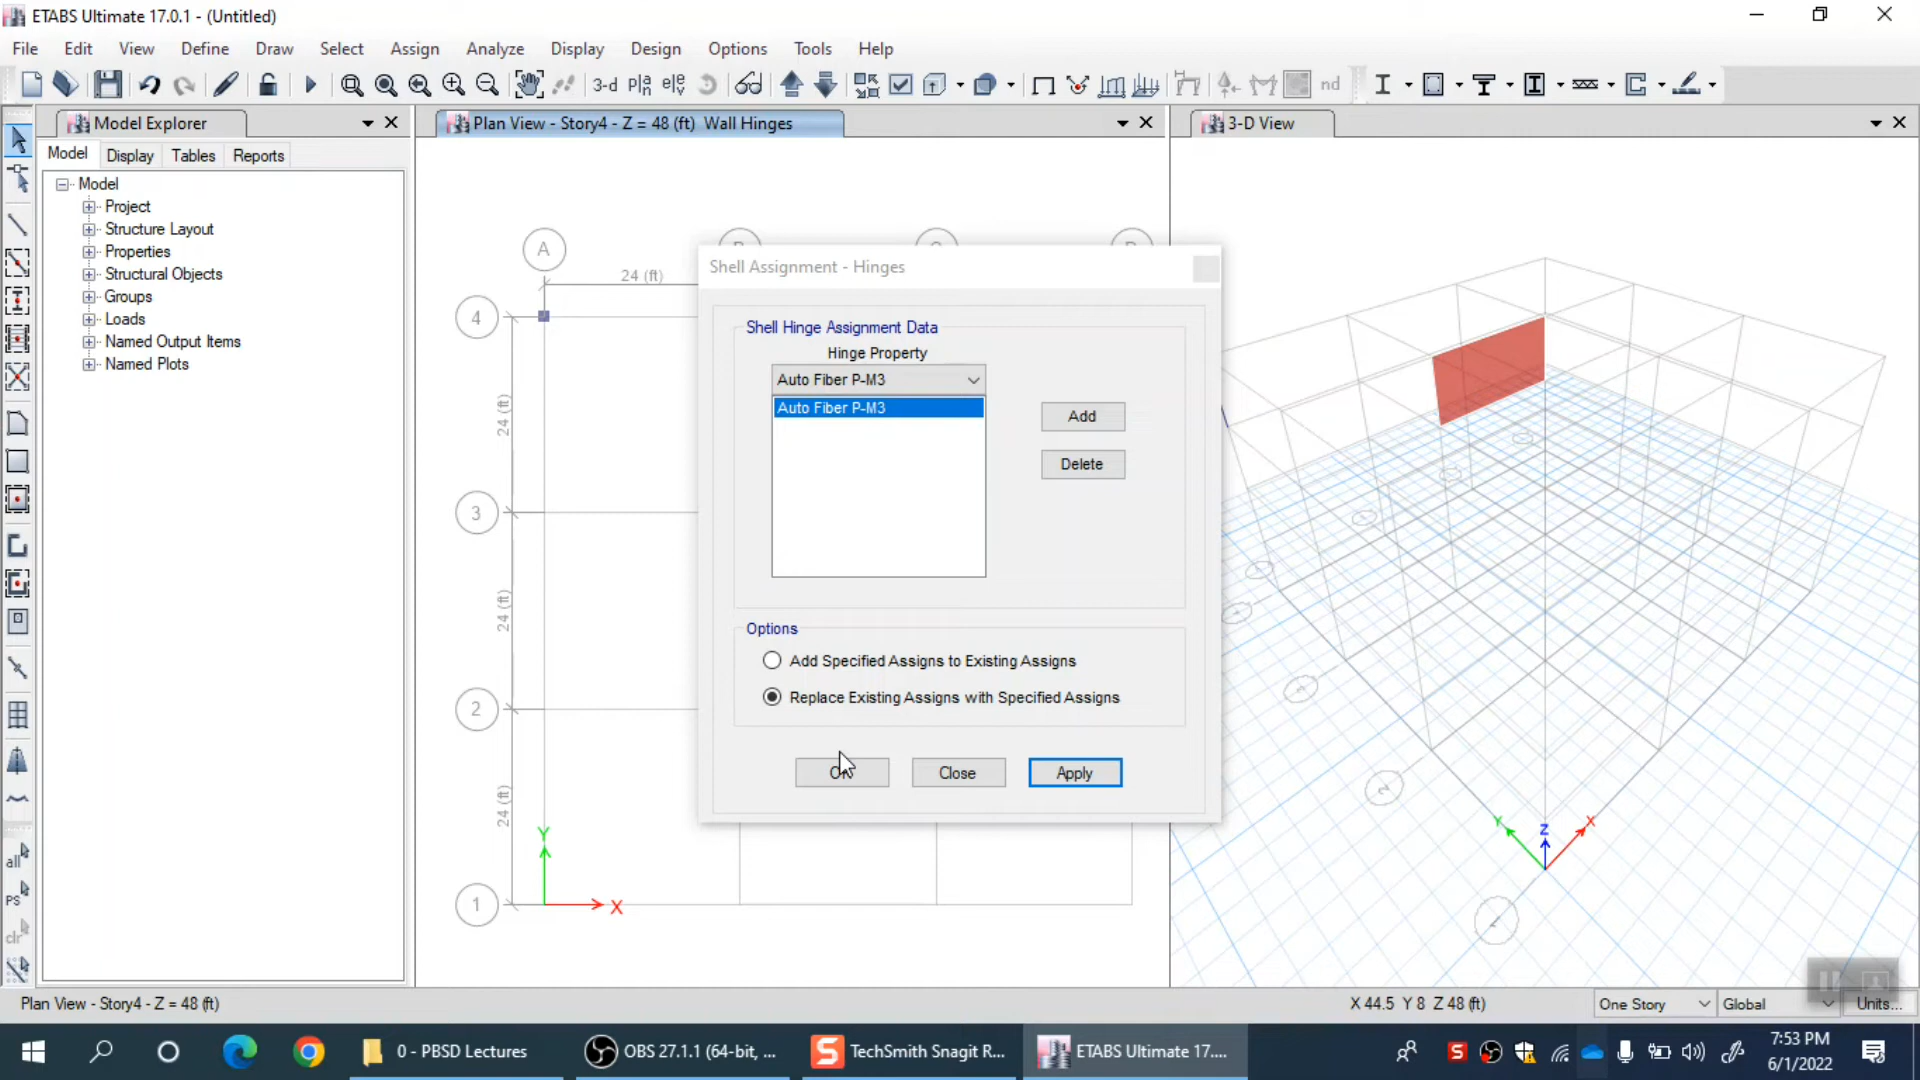 ETABS Ultimate 17.0.1 - (Untitled)
File Edit View Define Draw Select Assign Analyze Display Design Options Tools Help
3-d plan elev nd
Model Explorer
Plan View - Story4 - Z = 48 (ft) Wall Hinges
3-D View
Model Display Tables Reports
Model
Project
Structure Layout
Properties
Structural Objects
Groups
Loads
Named Output Items
Named Plots
A
24 (ft)
4
24 (ft)
3
24 (ft)
2
24 (ft)
1
Y
X
Shell Assignment - Hinges
Shell Hinge Assignment Data
Hinge Property
Auto Fiber P-M3
Auto Fiber P-M3
Add
Delete
Options
Add Specified Assigns to Existing Assigns
Replace Existing Assigns with Specified Assigns
Close
Apply
Y
Z
X
all
PS
clr
Plan View - Story4 - Z = 48 (ft)
X 44.5 Y 8 Z 48 (ft)
One Story
Global
Units...
0 - PBSD Lectures
OBS 27.1.1 (64-bit, ...
TechSmith Snagit R...
ETABS Ultimate 17....
7:53 PM
6/1/2022